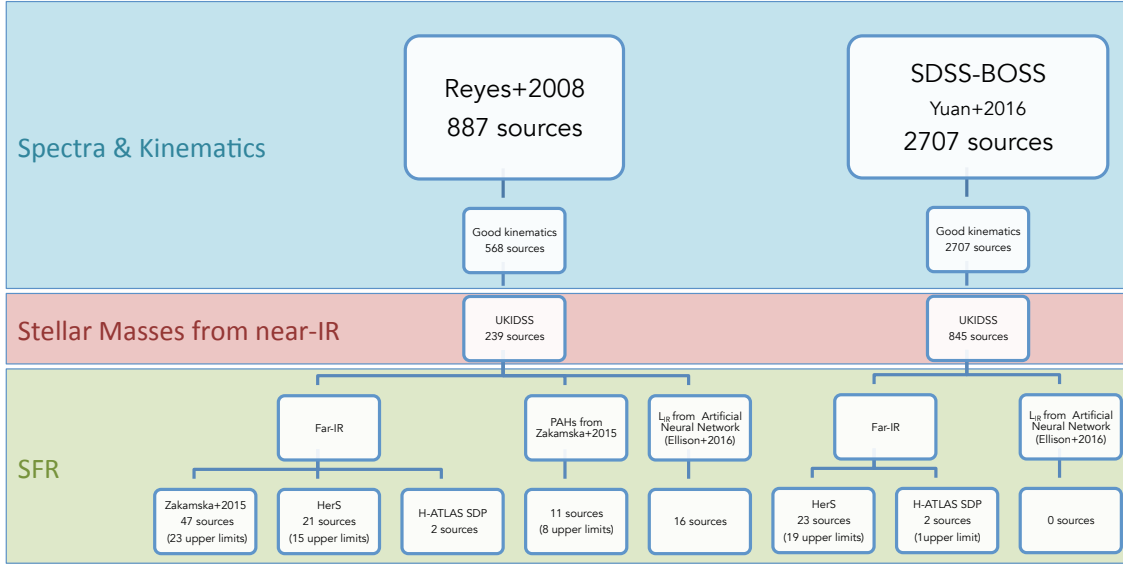 Spectra & Kinematics
Reyes+2008
887 sources
SDSS-BOSS
Yuan+2016
2707 sources
Good kinematics
568 sources
Good kinematics
2707 sources
Stellar Masses from near-IR
UKIDSS
239 sources
UKIDSS
845 sources
SFR
Far-IR
PAHs from
Zakamska+2015
LIR from Artificial
Neural Network
(Ellison+2016)
Far-IR
LIR from Artificial
Neural Network
(Ellison+2016)
Zakamska+2015
47 sources
(23 upper limits)
HerS
21 sources
(15 upper limits)
H-ATLAS SDP
2 sources
11 sources
(8 upper limits)
16 sources
HerS
23 sources
(19 upper limits)
H-ATLAS SDP
2 sources
(1upper limit)
0 sources